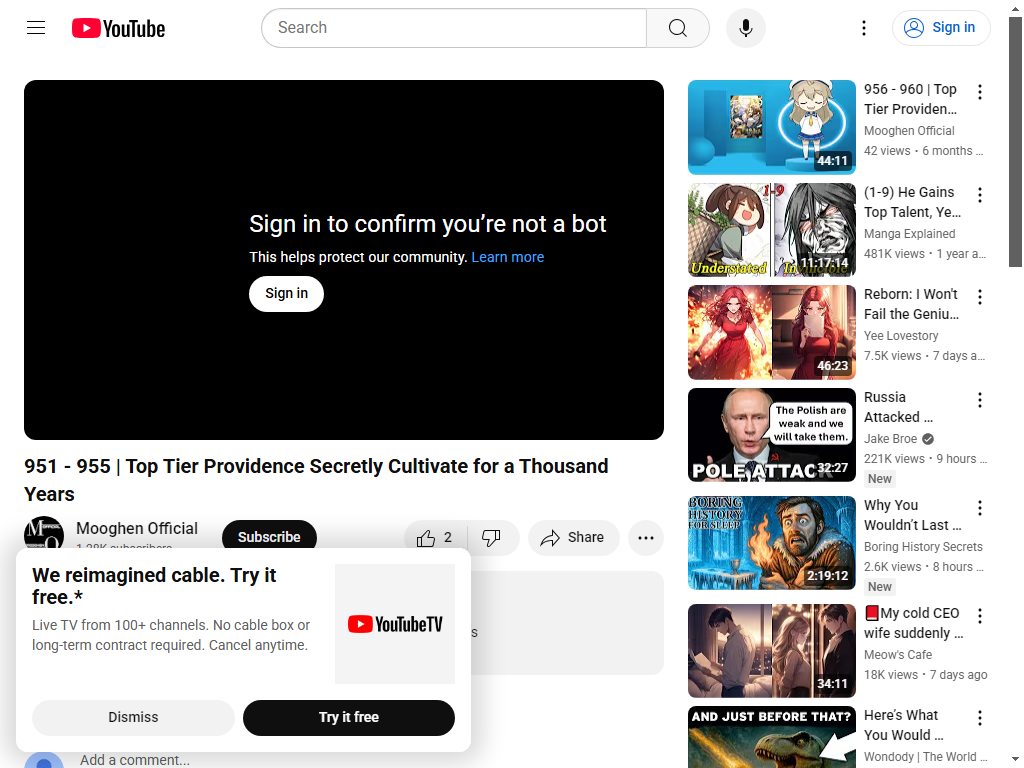 YouTube
Search
Sign in
Sign in to confirm you’re not a bot
This helps protect our community. Learn more
Sign in
951 - 955 | Top Tier Providence Secretly Cultivate for a Thousand
Years
Mooghen Official
Subscribe
2
Share
We reimagined cable. Try it
free.*
Live TV from 100+ channels. No cable box or
long-term contract required. Cancel anytime.
YouTubeTV
Dismiss
Try it free
s
Add a comment...
44:11
956 - 960 | Top
Tier Providen...
Mooghen Official
42 views • 6 months ...
1-9
Understated
11:17:14
(1-9) He Gains
Top Talent, Ye...
Manga Explained
481K views • 1 year a...
46:23
Reborn: I Won't
Fail the Geniu...
Yee Lovestory
7.5K views • 7 days a...
The Polish are
weak and we
will take them.
POLE ATTAC
32:27
Russia
Attacked ...
Jake Broe
221K views • 9 hours ...
New
BORING
HISTORY
FOR SLEEP
2:19:12
Why You
Wouldn't Last ...
Boring History Secrets
2.6K views • 8 hours ...
New
34:11
My cold CEO
wife suddenly ...
Meow's Cafe
18K views • 7 days ago
AND JUST BEFORE THAT?
Here's What
You Would ...
Wondody | The World ...